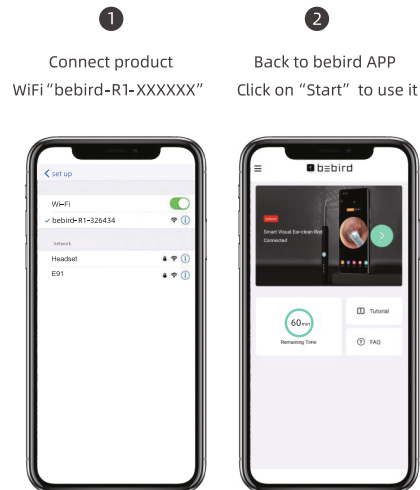 1
Connect product
WiFi “bebird-R1-XXXXXX”
2
Back to bebird APP
Click on “Start” to use it
set up
Wi-Fi
bebird-R1-326434
network
Headset
E91
bebird
Smart Visual Ear-clean Rod
Connected
60min
Remaining Time
Tutorial
FAQ